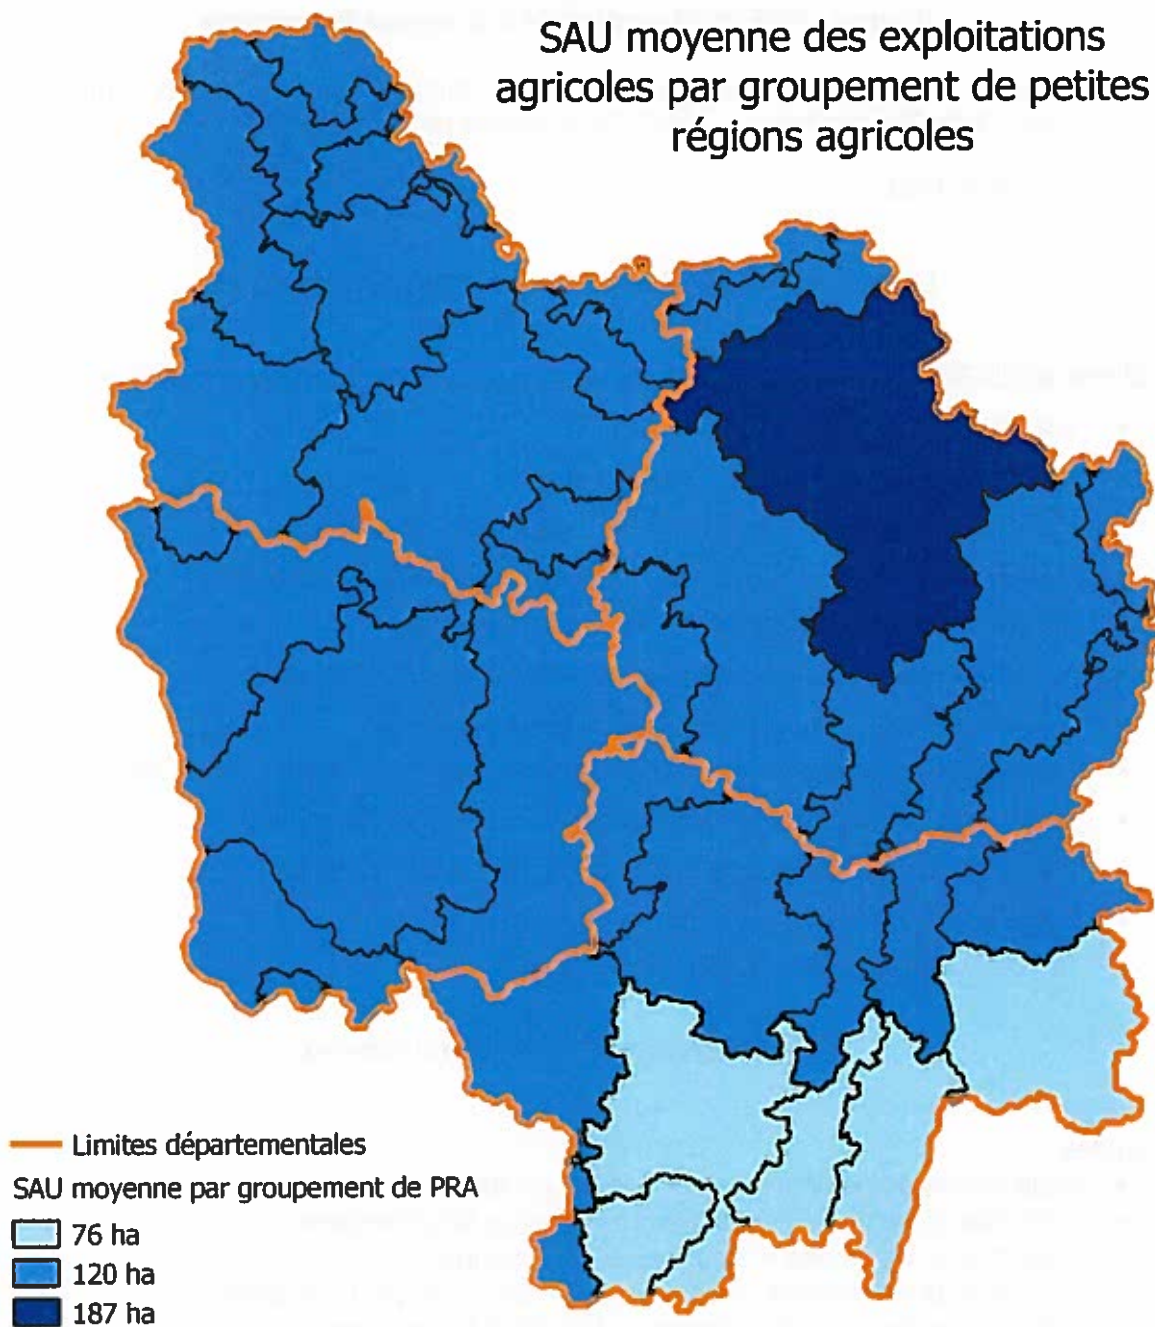 SAU moyenne des exploitations
agricoles par groupement de petites
régions agricoles
Limites départementales
SAU moyenne par groupement de PRA
76 ha
120 ha
187 ha